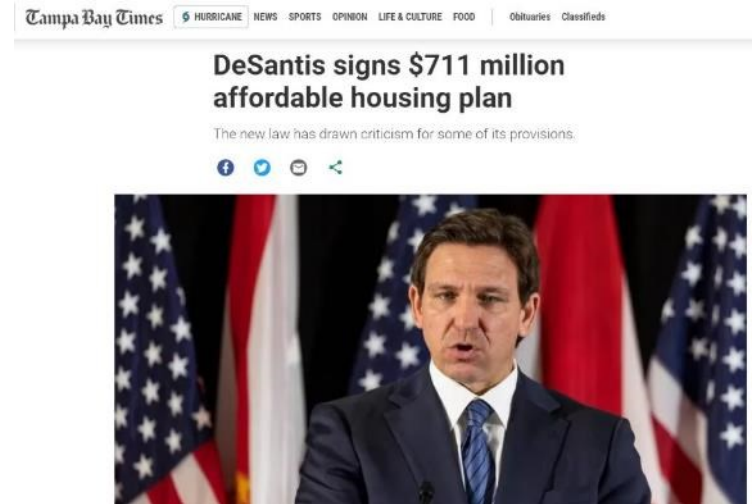 Tampa Bay Times
HURRICANE NEWS SPORTS OPINION LIFE & CULTURE FOOD Obituaries Classifieds
DeSantis signs $711 million
affordable housing plan
The new law has drawn criticism for some of its provisions.